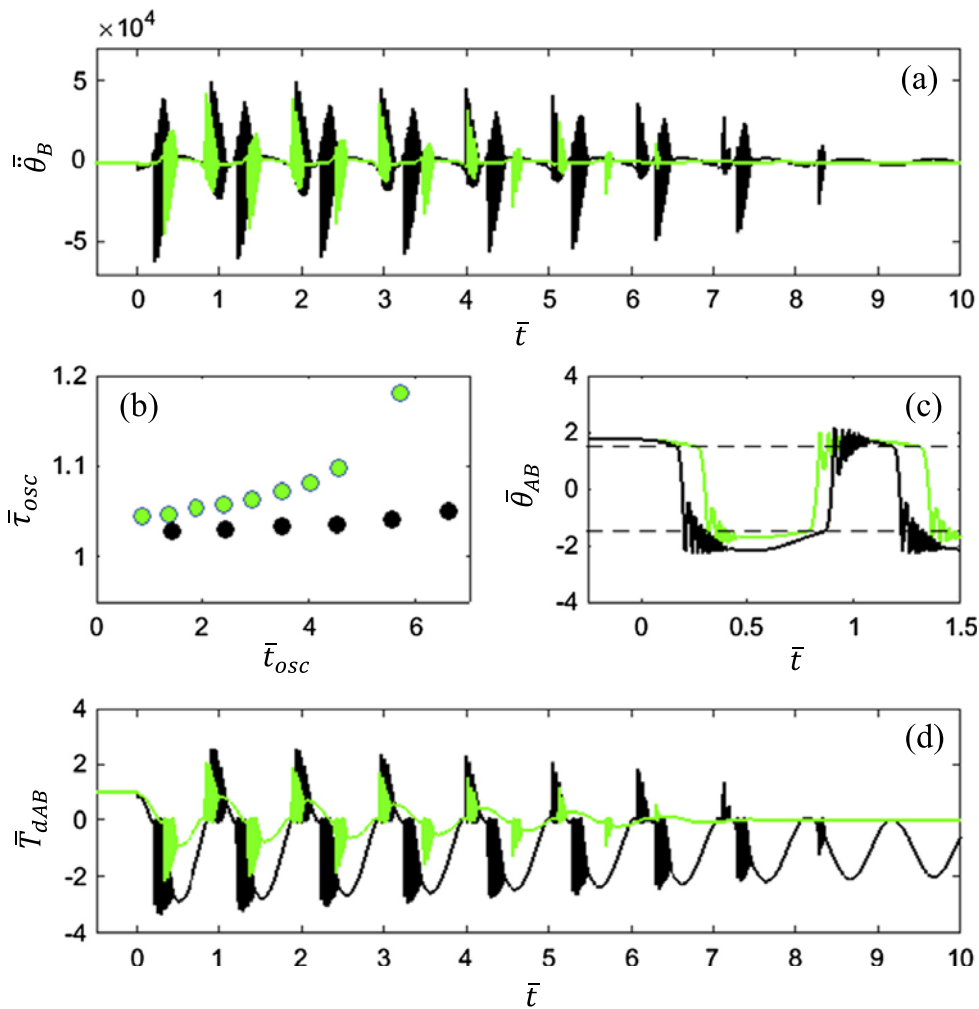 ×10⁴
(a)
5
0
-5
θ̈̄_B
0 1 2 3 4 5 6 7 8 9 10
t̄
1.2
1.1
1
τ̄_osc
(b)
0 2 4 6
t̄_osc
4
2
0
-2
-4
θ̄_AB
(c)
0 0.5 1 1.5
t̄
4
2
0
-2
-4
T̄_dAB
(d)
0 1 2 3 4 5 6 7 8 9 10
t̄